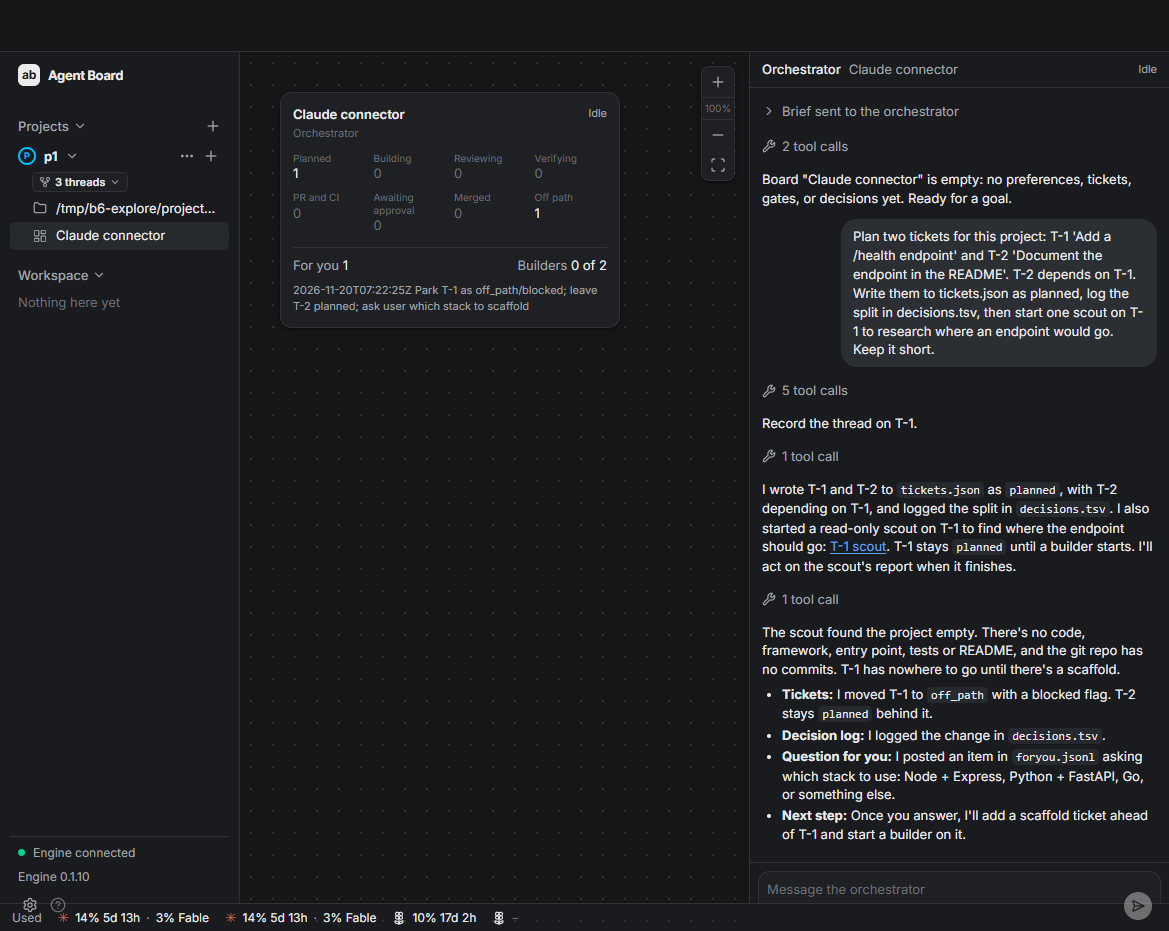 ab Agent Board
Projects
P p1
3 threads
/tmp/b6-explore/project...
Claude connector
Workspace
Nothing here yet
Engine connected
Engine 0.1.10
Claude connector Idle
Orchestrator
Planned Building Reviewing Verifying
1 0 0 0
PR and CI Awaiting approval Merged Off path
0 0 0 1
For you 1 Builders 0 of 2
2026-11-20T07:22:25Z Park T-1 as off_path/blocked; leave
T-2 planned; ask user which stack to scaffold
100%
Orchestrator Claude connector Idle
Brief sent to the orchestrator
2 tool calls
Board "Claude connector" is empty: no preferences, tickets,
gates, or decisions yet. Ready for a goal.
Plan two tickets for this project: T-1 'Add a
/health endpoint' and T-2 'Document the
endpoint in the README'. T-2 depends on T-1.
Write them to tickets.json as planned, log the
split in decisions.tsv, then start one scout on T-
1 to research where an endpoint would go.
Keep it short.
5 tool calls
Record the thread on T-1.
1 tool call
I wrote T-1 and T-2 to tickets.json as planned, with T-2
depending on T-1, and logged the split in decisions.tsv. I also
started a read-only scout on T-1 to find where the endpoint
should go: T-1 scout. T-1 stays planned until a builder starts. I'll
act on the scout's report when it finishes.
1 tool call
The scout found the project empty. There's no code,
framework, entry point, tests or README, and the git repo has
no commits. T-1 has nowhere to go until there's a scaffold.
• Tickets: I moved T-1 to off_path with a blocked flag. T-2
stays planned behind it.
• Decision log: I logged the change in decisions.tsv.
• Question for you: I posted an item in foryou.jsonl asking
which stack to use: Node + Express, Python + FastAPI, Go,
or something else.
• Next step: Once you answer, I'll add a scaffold ticket ahead
of T-1 and start a builder on it.
Message the orchestrator
Used 14% 5d 13h · 3% Fable 14% 5d 13h · 3% Fable 10% 17d 2h –